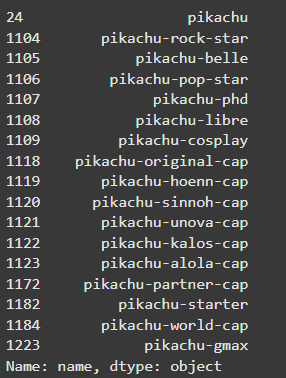 24 pikachu
1104 pikachu-rock-star
1105 pikachu-belle
1106 pikachu-pop-star
1107 pikachu-phd
1108 pikachu-libre
1109 pikachu-cosplay
1118 pikachu-original-cap
1119 pikachu-hoenn-cap
1120 pikachu-sinnoh-cap
1121 pikachu-unova-cap
1122 pikachu-kalos-cap
1123 pikachu-alola-cap
1172 pikachu-partner-cap
1182 pikachu-starter
1184 pikachu-world-cap
1223 pikachu-gmax
Name: name, dtype: object